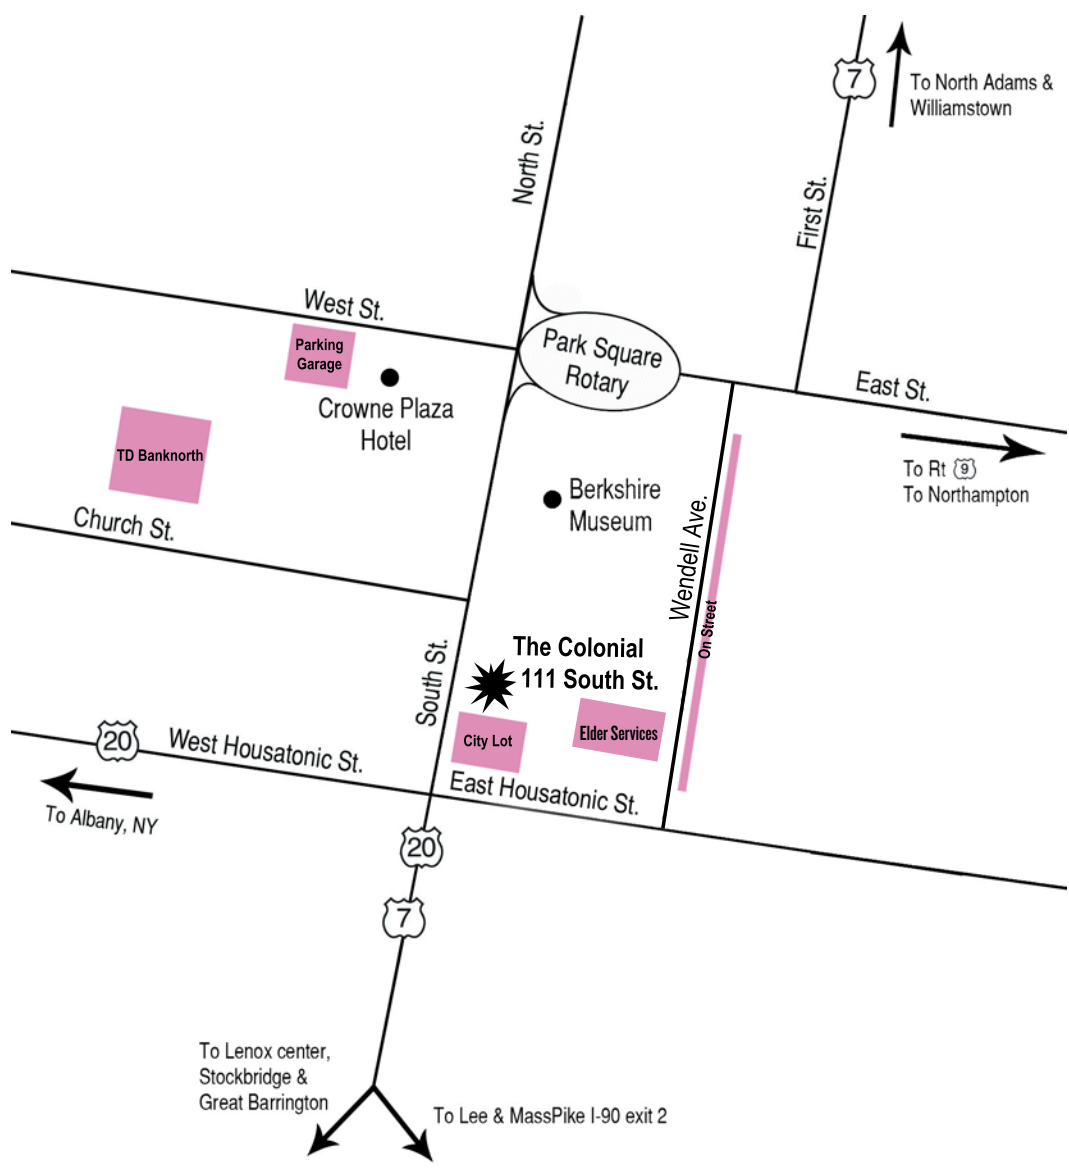 7
To North Adams &
Williamstown
North St.
First St.
West St.
Parking
Garage
Park Square
Rotary
East St.
Crowne Plaza
Hotel
TD Banknorth
To Rt 9
To Northampton
Berkshire
Museum
Church St.
Wendell Ave.
On Street
The Colonial
111 South St.
South St.
City Lot
Elder Services
20
West Housatonic St.
East Housatonic St.
To Albany, NY
20
7
To Lenox center,
Stockbridge &
Great Barrington
To Lee & MassPike I-90 exit 2